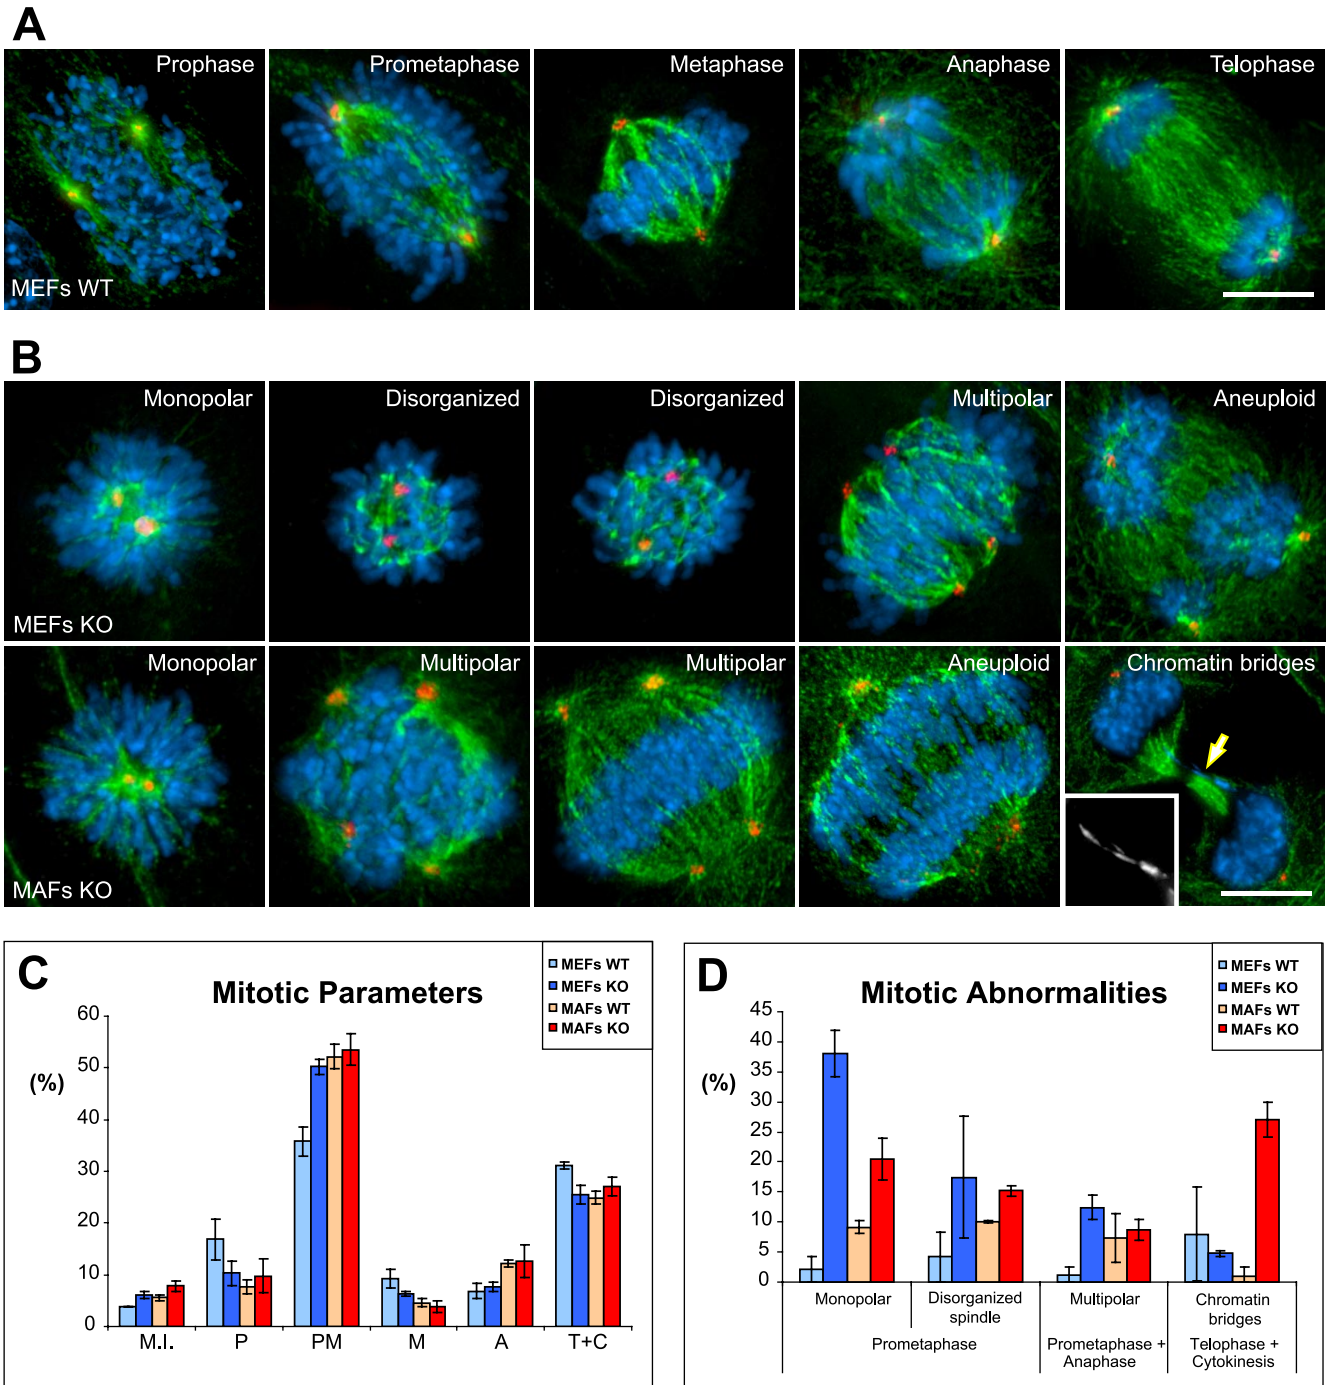 A
Prophase
Prometaphase
Metaphase
Anaphase
Telophase
MEFs WT
B
Monopolar
Disorganized
Disorganized
Multipolar
Aneuploid
MEFs KO
Monopolar
Multipolar
Multipolar
Aneuploid
Chromatin bridges
MAFs KO
C
Mitotic Parameters
MEFs WT
MEFs KO
MAFs WT
MAFs KO
(%)
60
50
40
30
20
10
0
M.I.
P
PM
M
A
T+C
D
Mitotic Abnormalities
MEFs WT
MEFs KO
MAFs WT
MAFs KO
(%)
45
40
35
30
25
20
15
10
5
0
Monopolar
Disorganized
spindle
Multipolar
Chromatin
bridges
Prometaphase
Prometaphase +
Anaphase
Telophase +
Cytokinesis